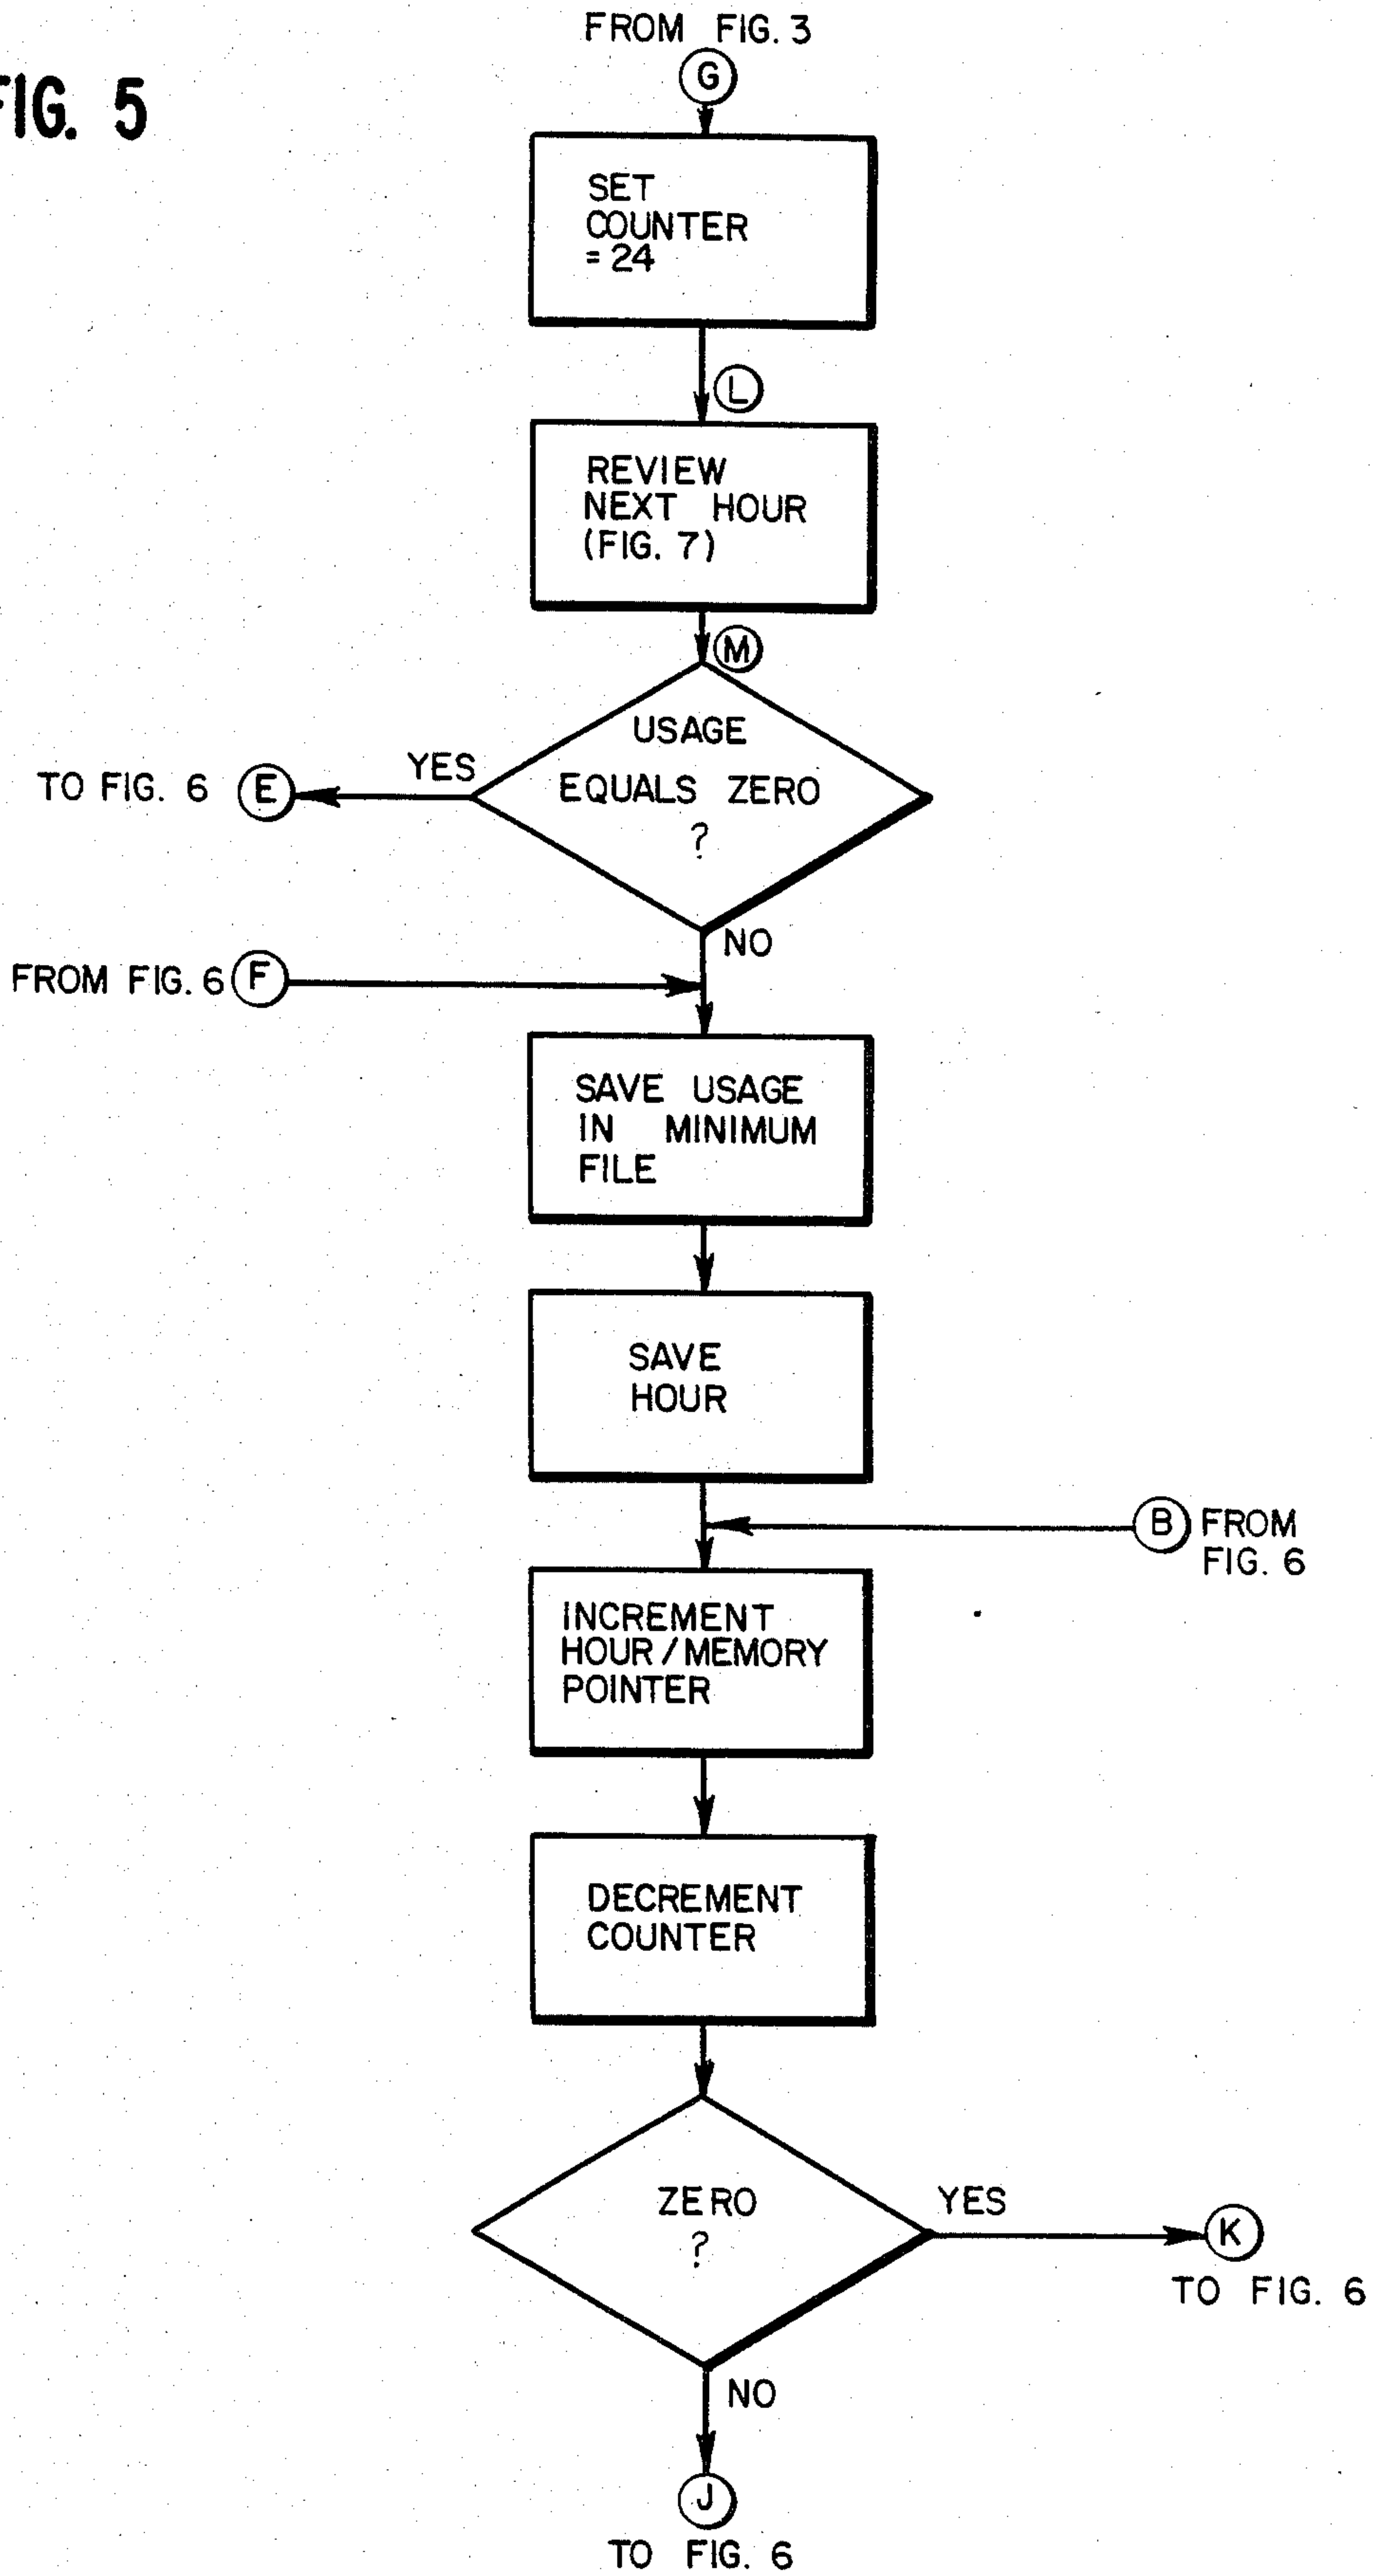 FROM FIG. 3
G
FIG. 5
SET
COUNTER
= 24
L
REVIEW
NEXT HOUR
(FIG. 7)
M
USAGE
EQUALS ZERO
?
YES
TO FIG. 6 E
NO
FROM FIG. 6 F
SAVE USAGE
IN MINIMUM
FILE
SAVE
HOUR
B FROM
FIG. 6
INCREMENT
HOUR / MEMORY
POINTER
DECREMENT
COUNTER
ZERO
?
YES
K
TO FIG. 6
NO
J
TO FIG. 6